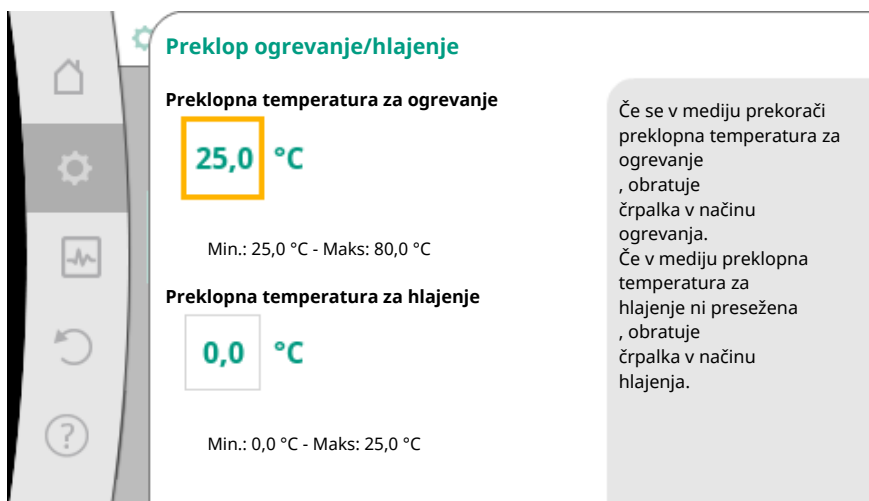 Preklop ogrevanje/hlajenje
Preklopna temperatura za ogrevanje
25,0 °C
Min.: 25,0 °C - Maks: 80,0 °C
Preklopna temperatura za hlajenje
0,0 °C
Min.: 0,0 °C - Maks: 25,0 °C
Če se v mediju prekorači
preklopna temperatura za
ogrevanje
, obratuje
črpalka v načinu
ogrevanja.
Če v mediju preklopna
temperatura za
hlajenje ni presežena
, obratuje
črpalka v načinu
hlajenja.